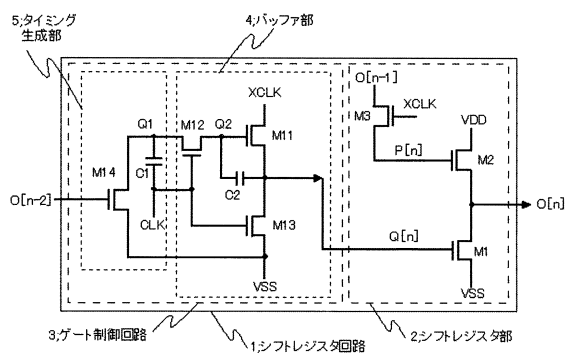 5;タイミング
生成部
4;バッファ部
O[n-1]
XCLK
M3
XCLK
VDD
Q1
M12
Q2
M11
P[n]
M2
M14
C1
C2
O[n-2]
CLK
M13
O[n]
Q[n]
M1
VSS
VSS
3;ゲート制御回路
1;シフトレジスタ回路
2;シフトレジスタ部